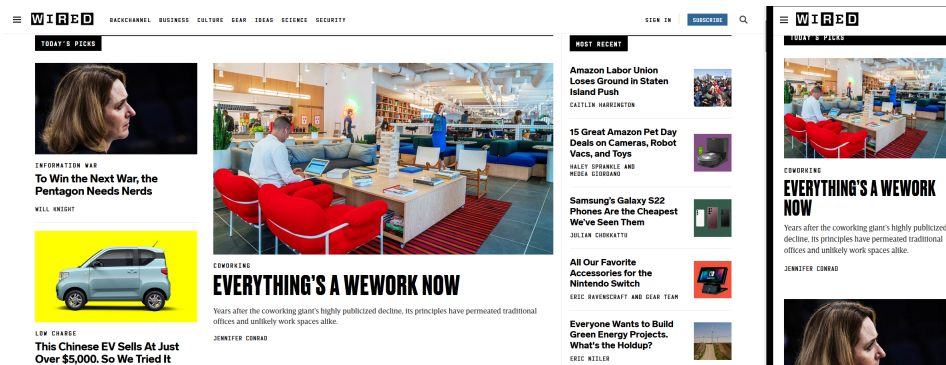 WIRED
BACKCHANNEL BUSINESS CULTURE GEAR IDEAS SCIENCE SECURITY
SIGN IN
SUBSCRIBE
TODAY'S PICKS
INFORMATION WAR
To Win the Next War, the
Pentagon Needs Nerds
WILL KNIGHT
LOW CHARGE
This Chinese EV Sells At Just
Over $5,000. So We Tried It
COWORKING
EVERYTHING'S A WEWORK NOW
Years after the coworking giant's highly publicized decline, its principles have permeated traditional
offices and unlikely work spaces alike.
JENNIFER CONRAD
MOST RECENT
Amazon Labor Union
Loses Ground in Staten
Island Push
CAITLIN HARRINGTON
15 Great Amazon Pet Day
Deals on Cameras, Robot
Vacs, and Toys
HALEY SPRANKLE AND
MEDEA GIORDANO
Samsung's Galaxy S22
Phones Are the Cheapest
We've Seen Them
JULIAN CHOKKATTU
All Our Favorite
Accessories for the
Nintendo Switch
ERIC RAVENSCRAFT AND GEAR TEAM
Everyone Wants to Build
Green Energy Projects.
What's the Holdup?
ERIC NIILER
WIRED
TODAY'S PICKS
COWORKING
EVERYTHING'S A WEWORK
NOW
Years after the coworking giant's highly publicized
decline, its principles have permeated traditional
offices and unlikely work spaces alike.
JENNIFER CONRAD